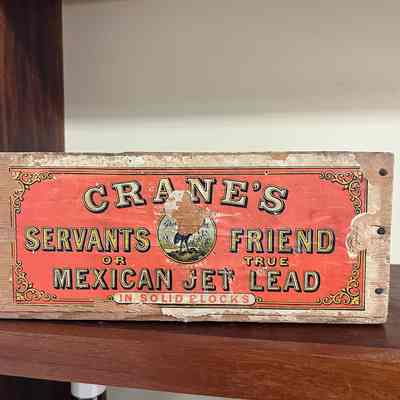 CRANE'S
SERVANTS FRIEND
OR TRUE
MEXICAN JET LEAD
IN SOLID BLOCKS